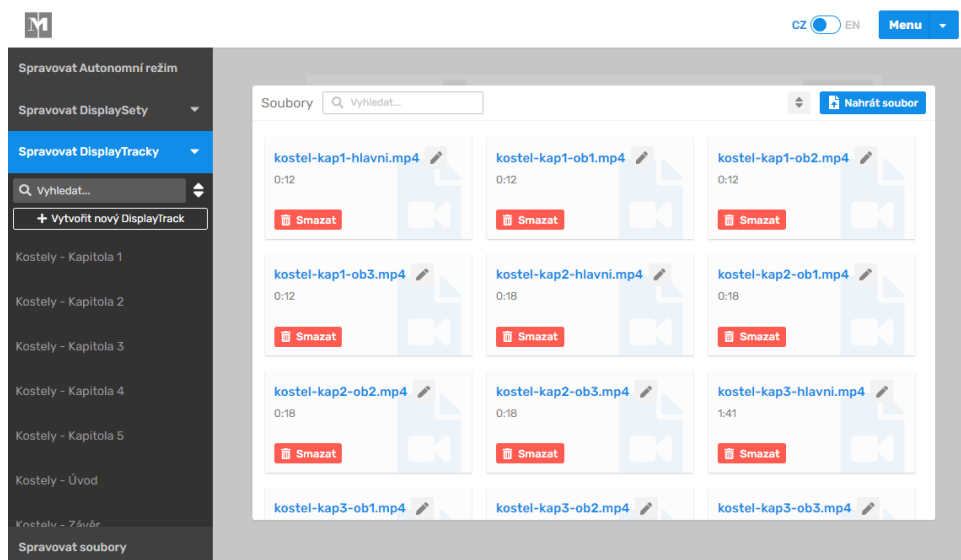 M
CZ EN Menu
Spravovat Autonomní režim
Spravovat DisplaySety
Spravovat DisplayTracky
Vyhledat...
+ Vytvořit nový DisplayTrack
Kostely - Kapitola 1
Kostely - Kapitola 2
Kostely - Kapitola 3
Kostely - Kapitola 4
Kostely - Kapitola 5
Kostely - Úvod
Kostely - Závěr
Spravovat soubory
Soubory Vyhledat... Nahrát soubor
kostel-kap1-hlavni.mp4 kostel-kap1-ob1.mp4 kostel-kap1-ob2.mp4
0:12 0:12 0:12
Smazat Smazat Smazat
kostel-kap1-ob3.mp4 kostel-kap2-hlavni.mp4 kostel-kap2-ob1.mp4
0:12 0:18 0:18
Smazat Smazat Smazat
kostel-kap2-ob2.mp4 kostel-kap2-ob3.mp4 kostel-kap3-hlavni.mp4
0:18 0:18 1:41
Smazat Smazat Smazat
kostel-kap3-ob1.mp4 kostel-kap3-ob2.mp4 kostel-kap3-ob3.mp4